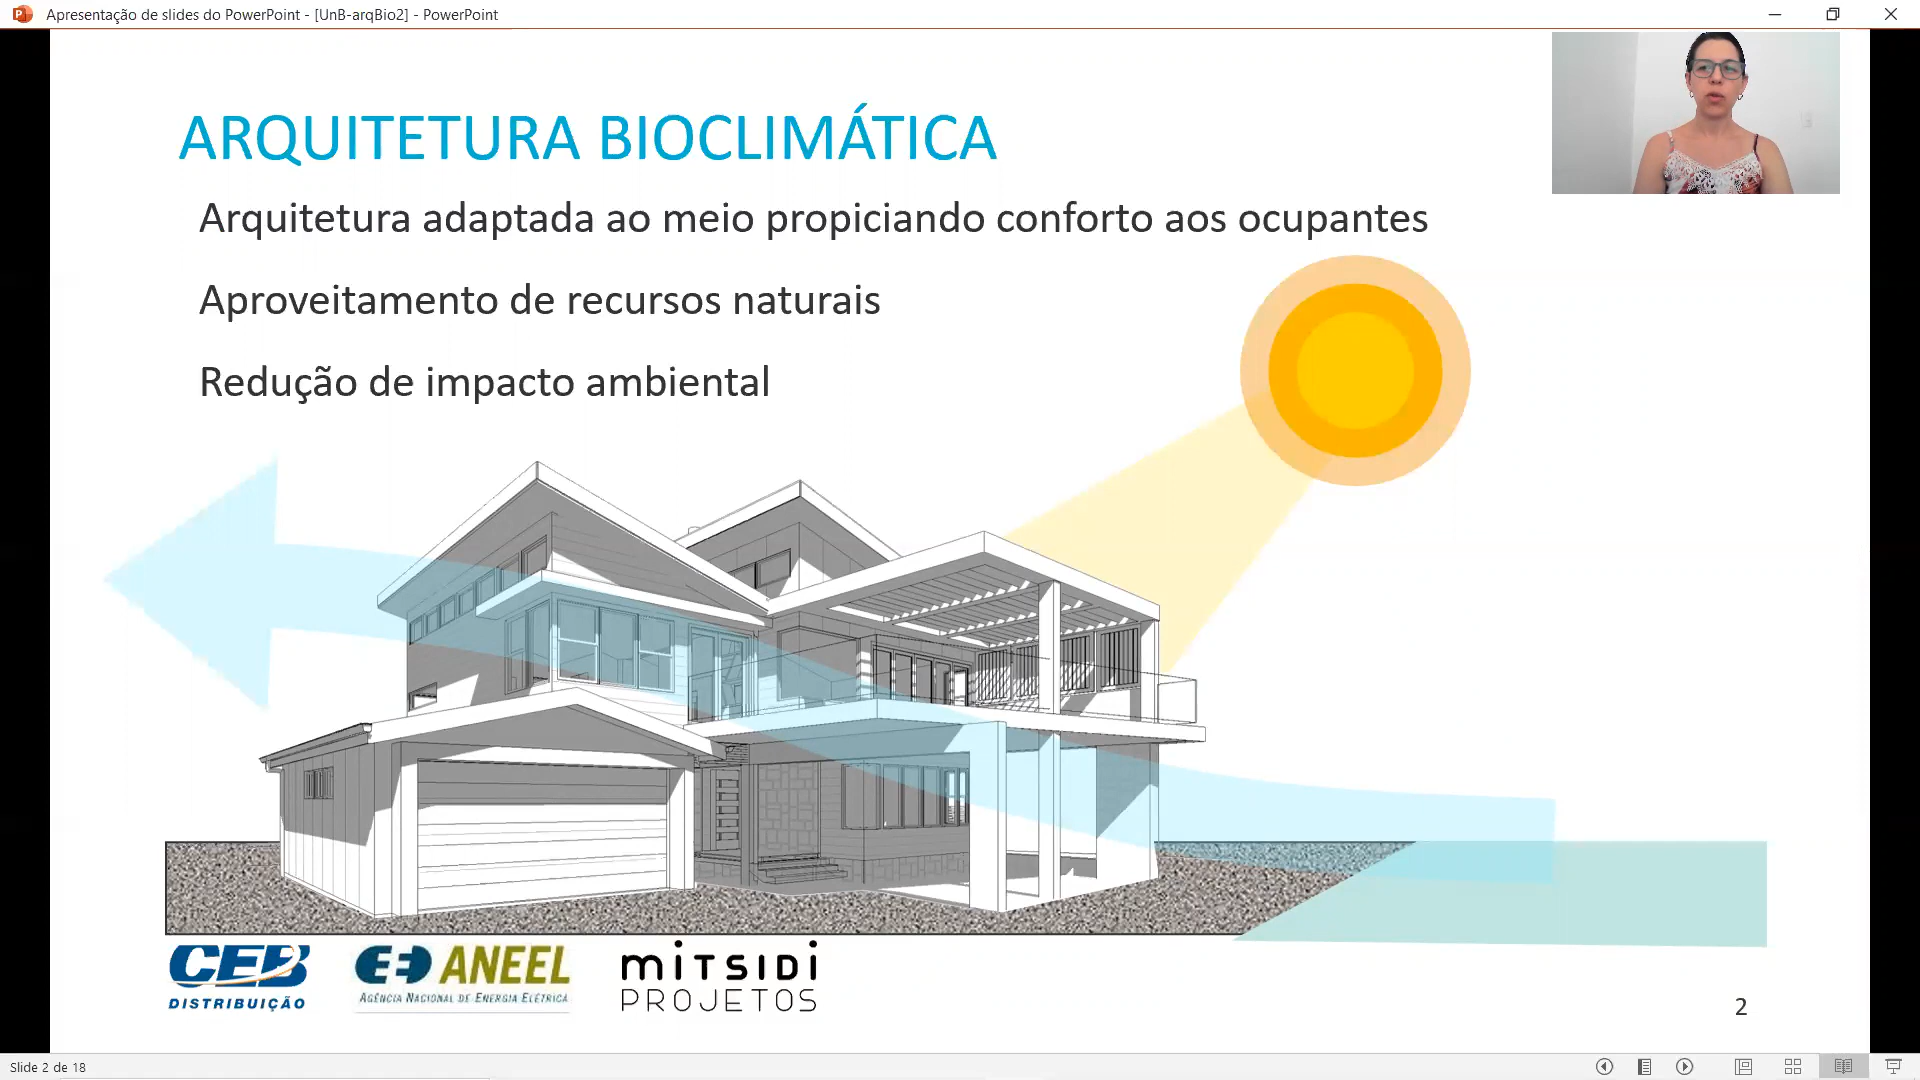 Apresentação de slides do PowerPoint - [UnB-arqBio2] - PowerPoint
ARQUITETURA BIOCLIMÁTICA
Arquitetura adaptada ao meio propiciando conforto aos ocupantes
Aproveitamento de recursos naturais
Redução de impacto ambiental
CEB
DISTRIBUIÇÃO
ANEEL
AGÊNCIA NACIONAL DE ENERGIA ELÉTRICA
MITSIDI
PROJETOS
2
Slide 2 de 18